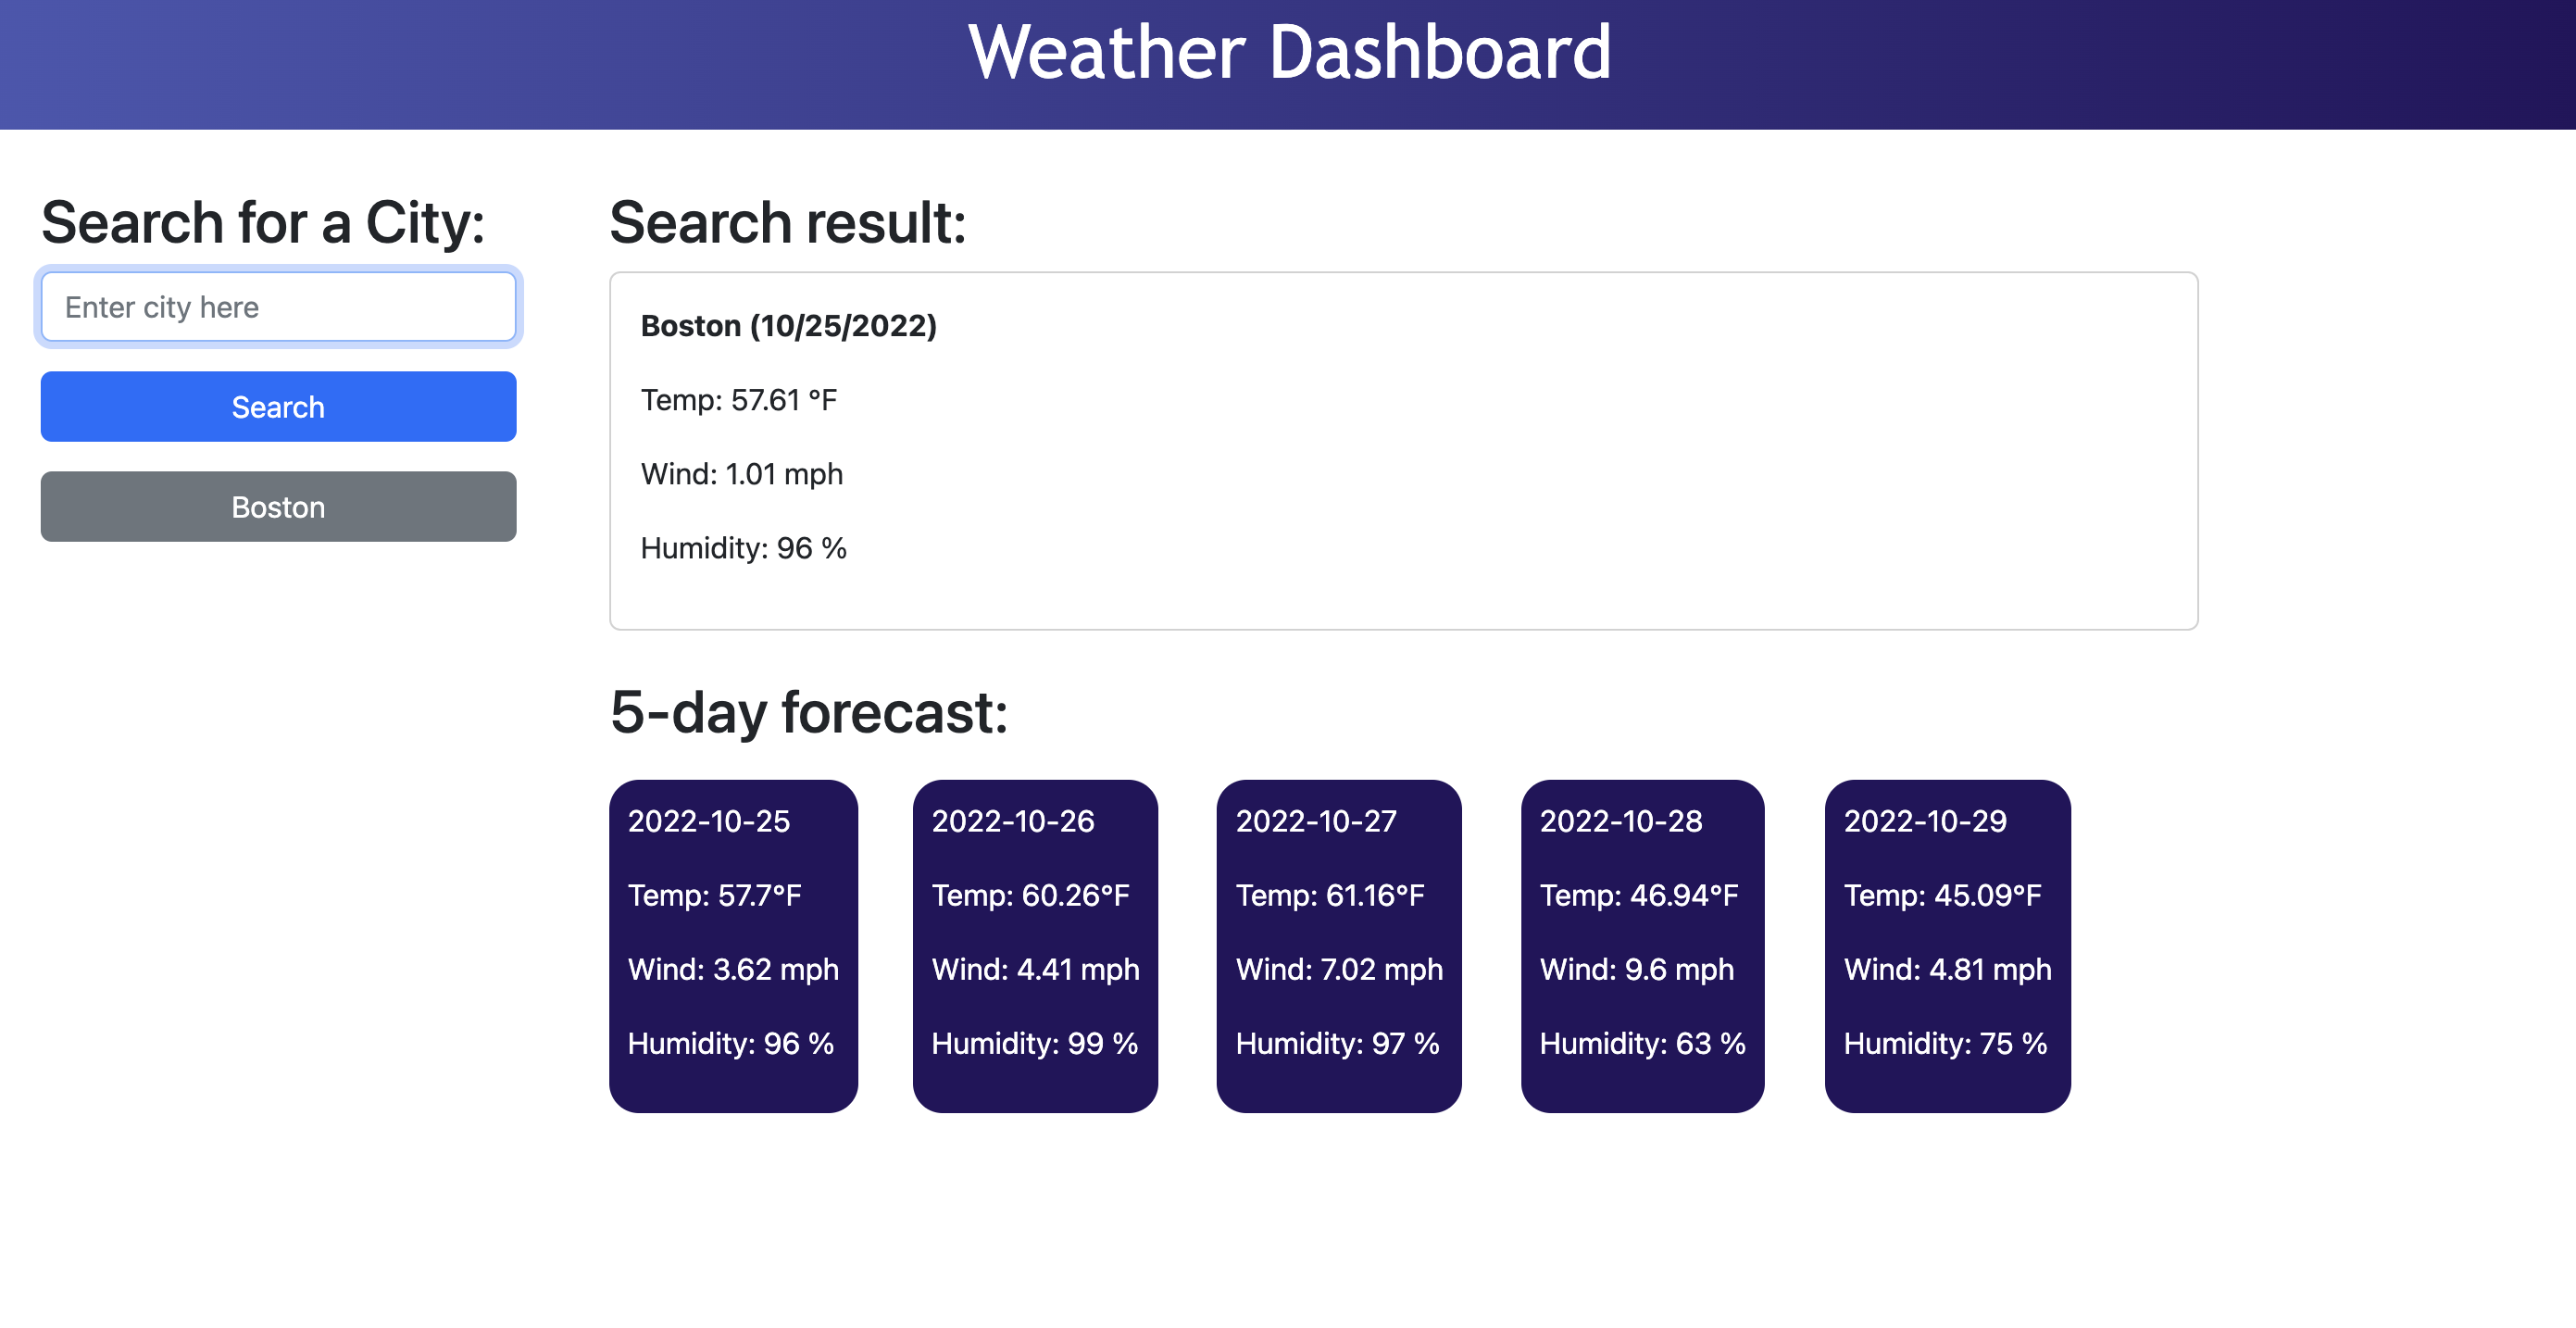 Weather Dashboard
Search for a City:
Enter city here
Search
Boston
Search result:
Boston (10/25/2022)
Temp: 57.61 °F
Wind: 1.01 mph
Humidity: 96 %
5-day forecast:
2022-10-25
Temp: 57.7°F
Wind: 3.62 mph
Humidity: 96 %
2022-10-26
Temp: 60.26°F
Wind: 4.41 mph
Humidity: 99 %
2022-10-27
Temp: 61.16°F
Wind: 7.02 mph
Humidity: 97 %
2022-10-28
Temp: 46.94°F
Wind: 9.6 mph
Humidity: 63 %
2022-10-29
Temp: 45.09°F
Wind: 4.81 mph
Humidity: 75 %